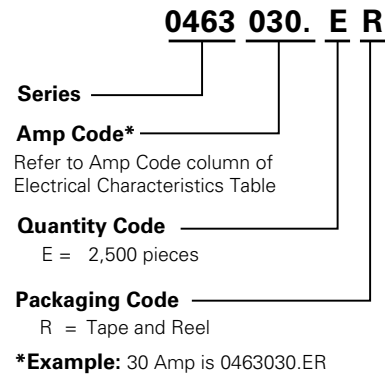 0463 030. E R
Series
Amp Code*
Refer to Amp Code column of
Electrical Characteristics Table
Quantity Code
E = 2,500 pieces
Packaging Code
R = Tape and Reel
*Example: 30 Amp is 0463030.ER